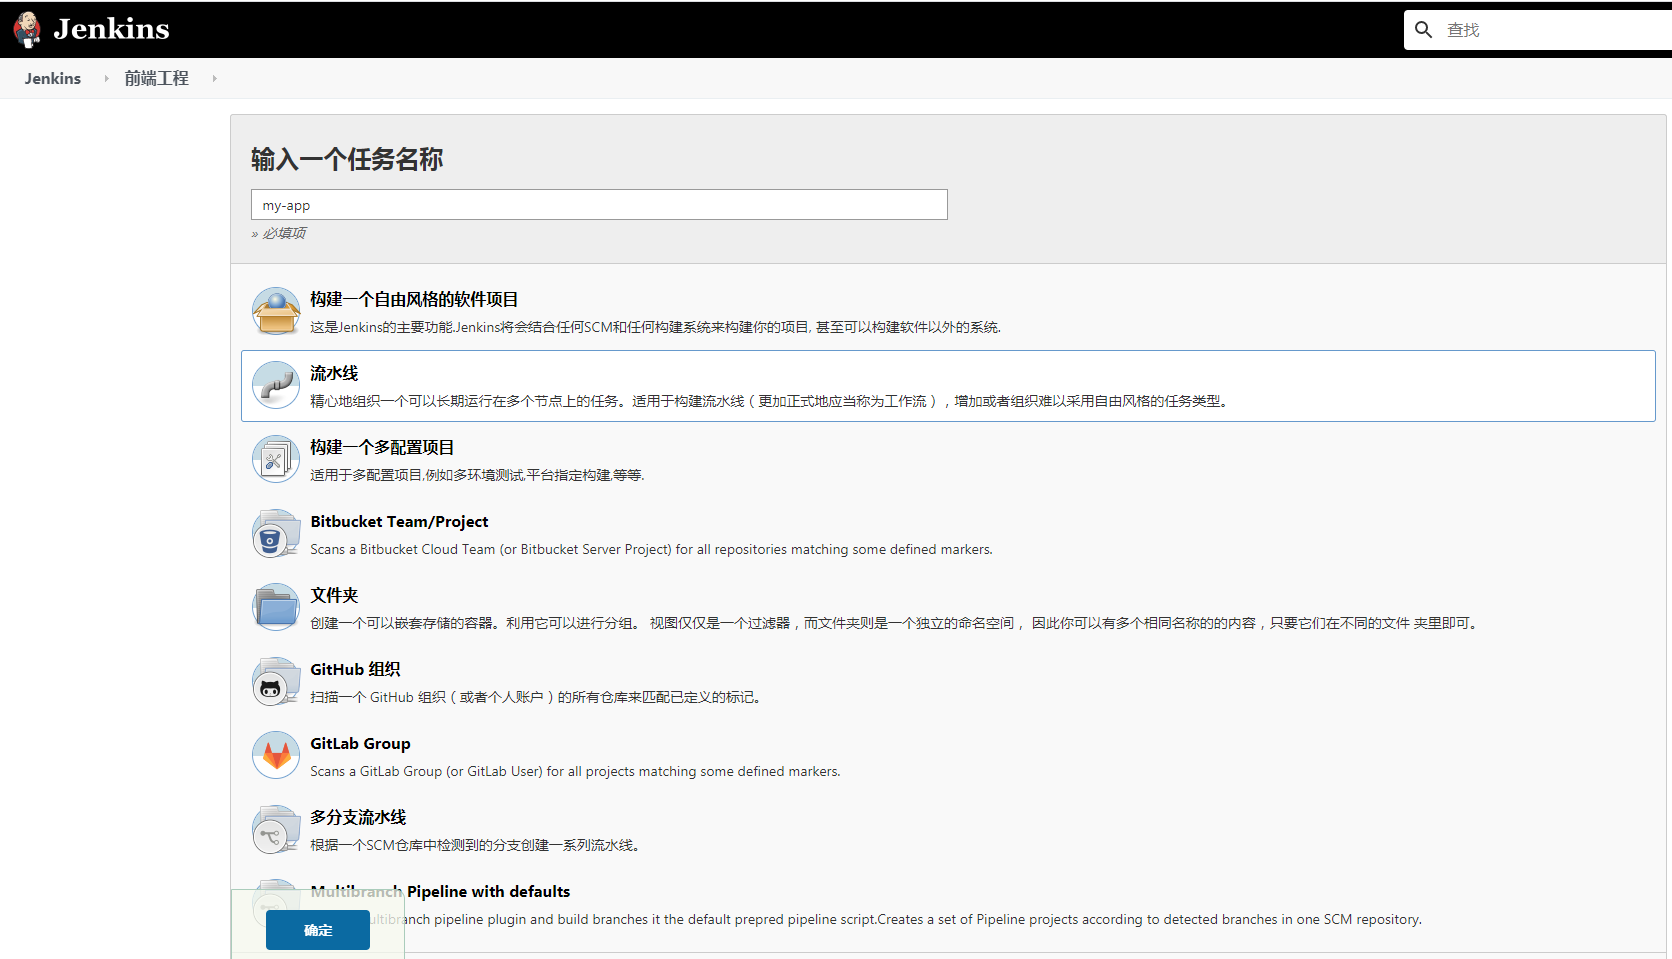 Jenkins
查找
Jenkins
前端工程
输入一个任务名称
my-app
» 必填项
构建一个自由风格的软件项目
这是Jenkins的主要功能.Jenkins将会结合任何SCM和任何构建系统来构建你的项目, 甚至可以构建软件以外的系统.
流水线
精心地组织一个可以长期运行在多个节点上的任务。适用于构建流水线（更加正式地应当称为工作流），增加或者组织难以采用自由风格的任务类型。
构建一个多配置项目
适用于多配置项目,例如多环境测试,平台指定构建,等等.
Bitbucket Team/Project
Scans a Bitbucket Cloud Team (or Bitbucket Server Project) for all repositories matching some defined markers.
文件夹
创建一个可以嵌套存储的容器。利用它可以进行分组。 视图仅仅是一个过滤器，而文件夹则是一个独立的命名空间， 因此你可以有多个相同名称的的内容，只要它们在不同的文件 夹里即可。
GitHub 组织
扫描一个 GitHub 组织（或者个人账户）的所有仓库来匹配已定义的标记。
GitLab Group
Scans a GitLab Group (or GitLab User) for all projects matching some defined markers.
多分支流水线
根据一个SCM仓库中检测到的分支创建一系列流水线。
Multibranch Pipeline with defaults
pipeline plugin and build branches it the default prepred pipeline script.Creates a set of Pipeline projects according to detected branches in one SCM repository.
确定